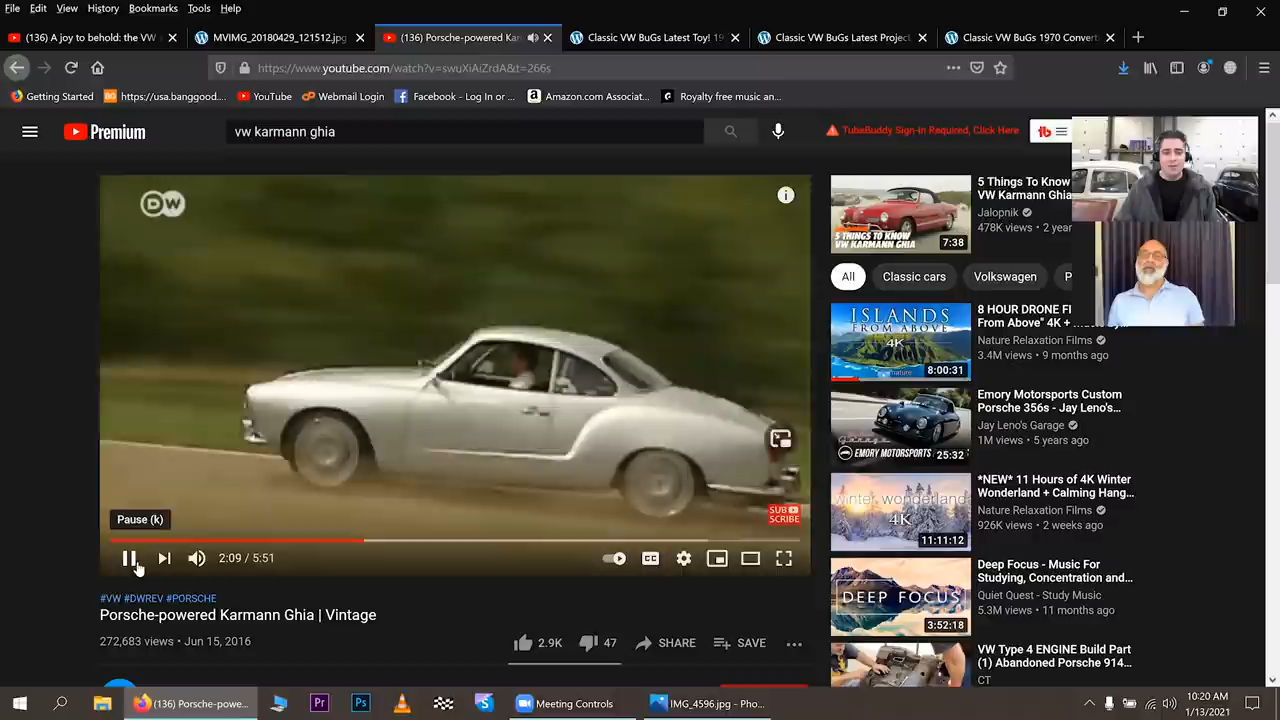 File Edit View History Bookmarks Tools Help
(136) A joy to behold: the VW
MVIMG_20180429_121512.jpg
(136) Porsche-powered Kar
Classic VW BuGs Latest Toy! 19
Classic VW BuGs Latest Project
Classic VW BuGs 1970 Convert
https://www.youtube.com/watch?v=swuXiAiZrdA&t=266s
Getting Started
BG https://usa.banggood....
YouTube
Webmail Login
Facebook - Log In or ...
Amazon.com Associat...
Royalty free music an...
Premium
vw karmann ghia
TubeBuddy Sign-in Required, Click Here
tb
DW
5 THINGS TO KNOW
VW KARMANN GHIA
7:38
5 Things To Know
VW Karmann Ghia
Jalopnik
478K views • 2 year
All Classic cars Volkswagen P
ISLANDS
FROM ABOVE
4K
nature
8:00:31
8 HOUR DRONE FI
From Above" 4K +
Nature Relaxation Films
3.4M views • 9 months ago
Garage
EMORY MOTORSPORTS
25:32
Emory Motorsports Custom
Porsche 356s - Jay Leno's...
Jay Leno's Garage
1M views • 5 years ago
winter wonderland
4K
11:11:12
*NEW* 11 Hours of 4K Winter
Wonderland + Calming Hang...
Nature Relaxation Films
926K views • 2 weeks ago
DEEP FOCUS
3:52:18
Deep Focus - Music For
Studying, Concentration and...
Quiet Quest - Study Music
5.3M views • 11 months ago
VW Type 4 ENGINE Build Part
(1) Abandoned Porsche 914...
CT
SUB
SCRIBE
Pause (k)
2:09 / 5:51
CC
#VW #DWREV #PORSCHE
Porsche-powered Karmann Ghia | Vintage
272,683 views • Jun 15, 2016
2.9K
47
SHARE
SAVE
(136) Porsche-powe...
Pr
Ps
Meeting Controls
IMG_4596.jpg - Pho...
10:20 AM
1/13/2021